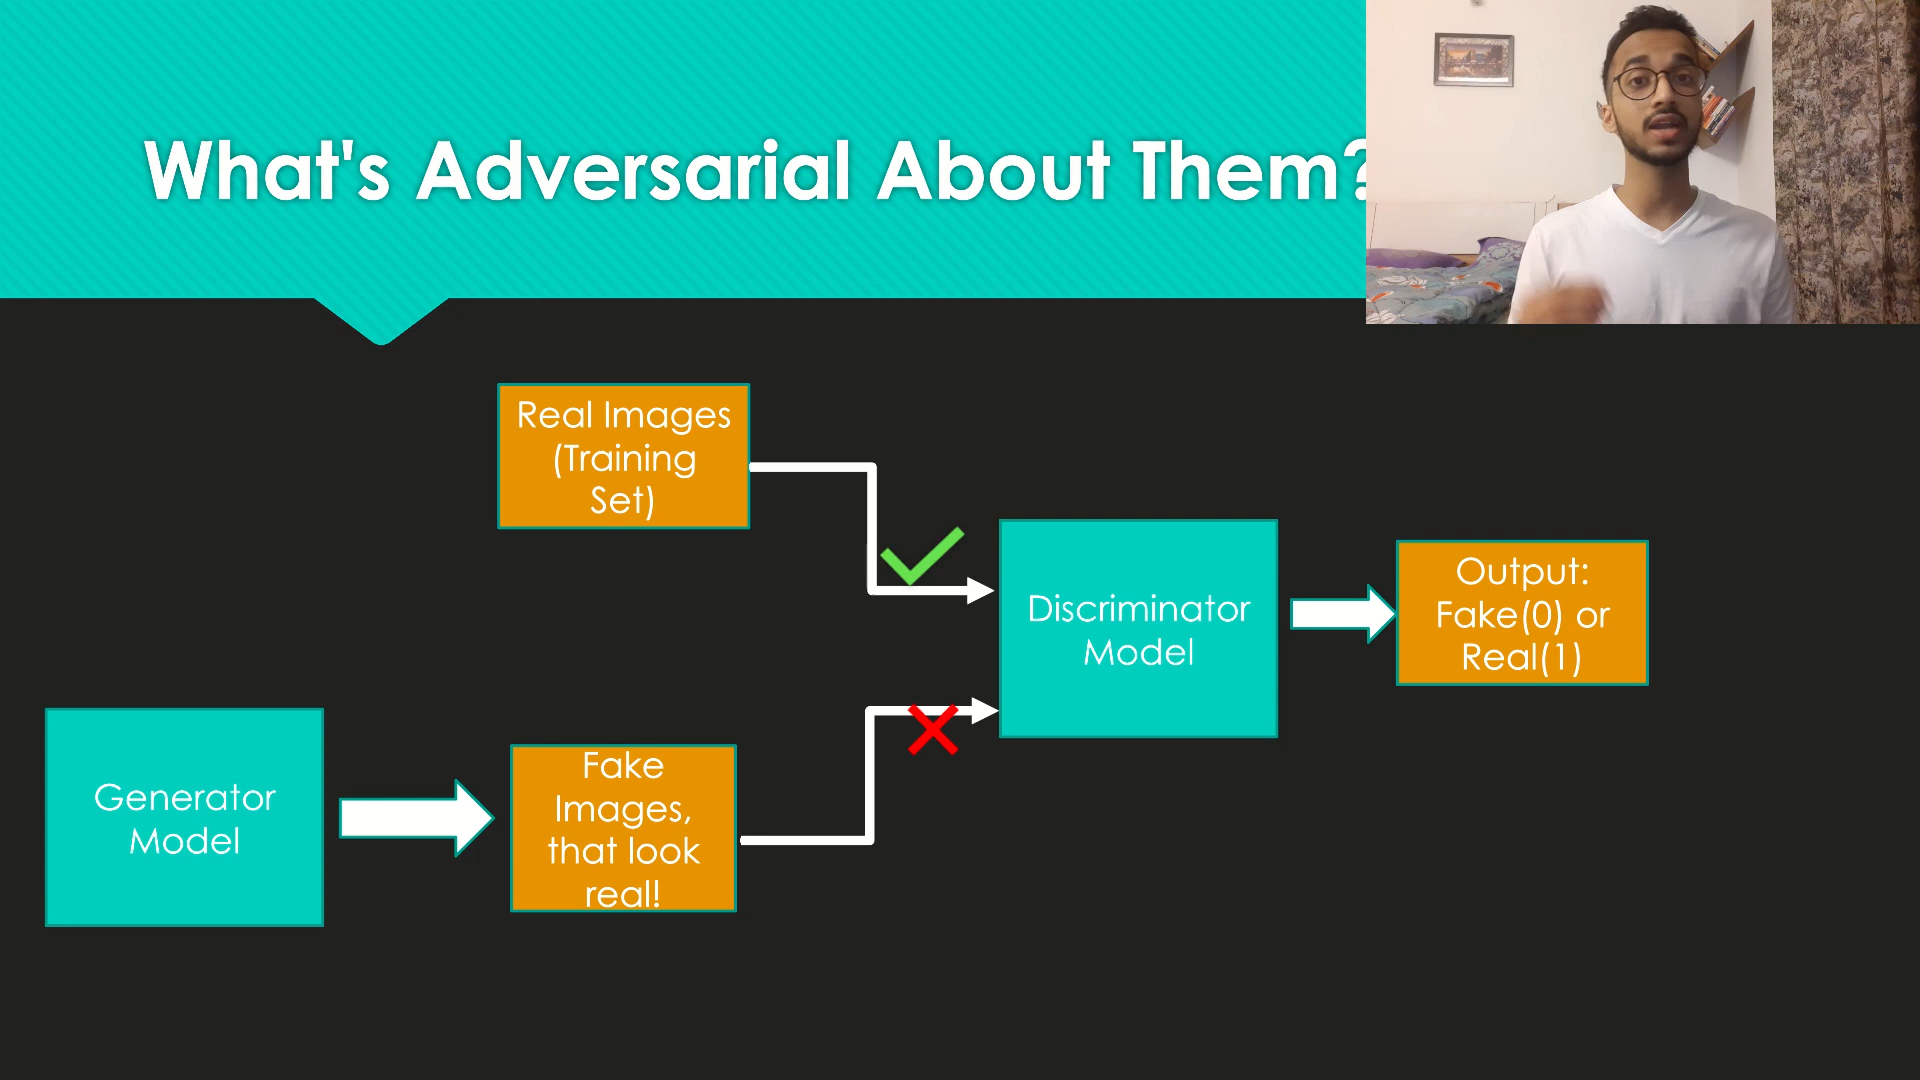 What's Adversarial About Them?
Real Images
(Training
Set)
Discriminator
Model
Output:
Fake(0) or
Real(1)
Generator
Model
Fake
Images,
that look
real!